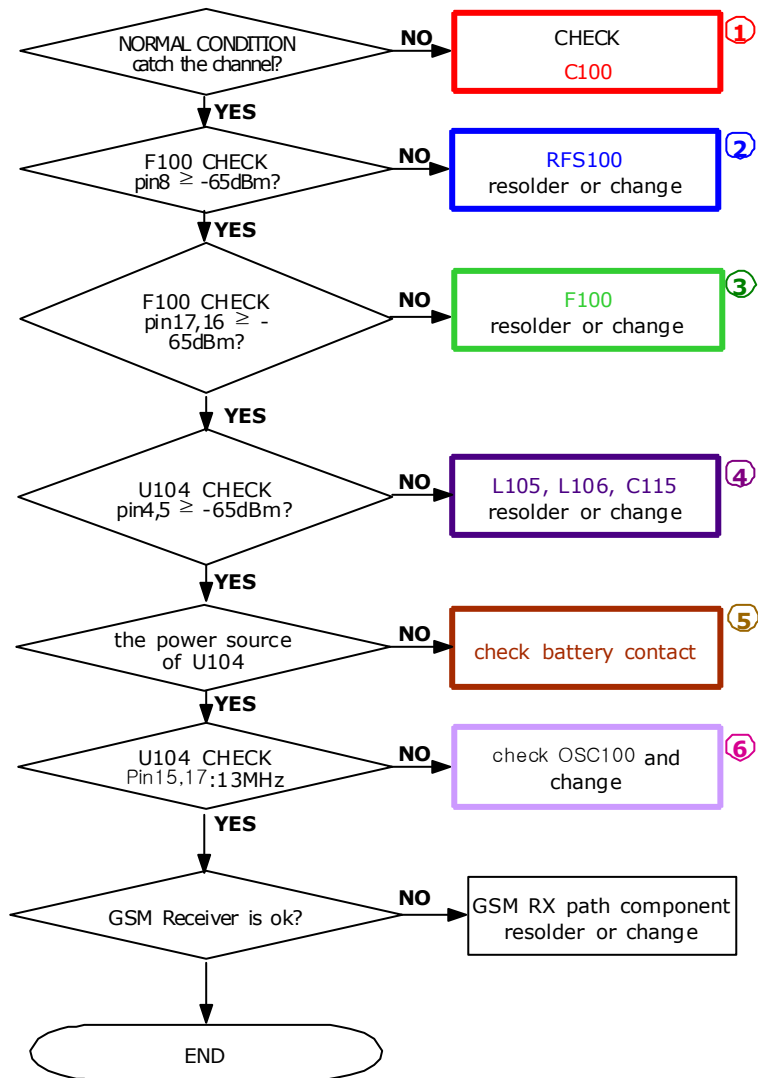 NORMAL CONDITION
catch the channel?
NO
CHECK
C100
1
YES
F100 CHECK
pin8 ≥ -65dBm?
NO
RFS100
resolder or change
2
YES
F100 CHECK
pin17,16 ≥ -
65dBm?
NO
F100
resolder or change
3
YES
U104 CHECK
pin4,5 ≥ -65dBm?
NO
L105, L106, C115
resolder or change
4
YES
the power source
of U104
NO
check battery contact
5
YES
U104 CHECK
Pin15,17:13MHz
NO
check OSC100 and
change
6
YES
GSM Receiver is ok?
NO
GSM RX path component
resolder or change
END